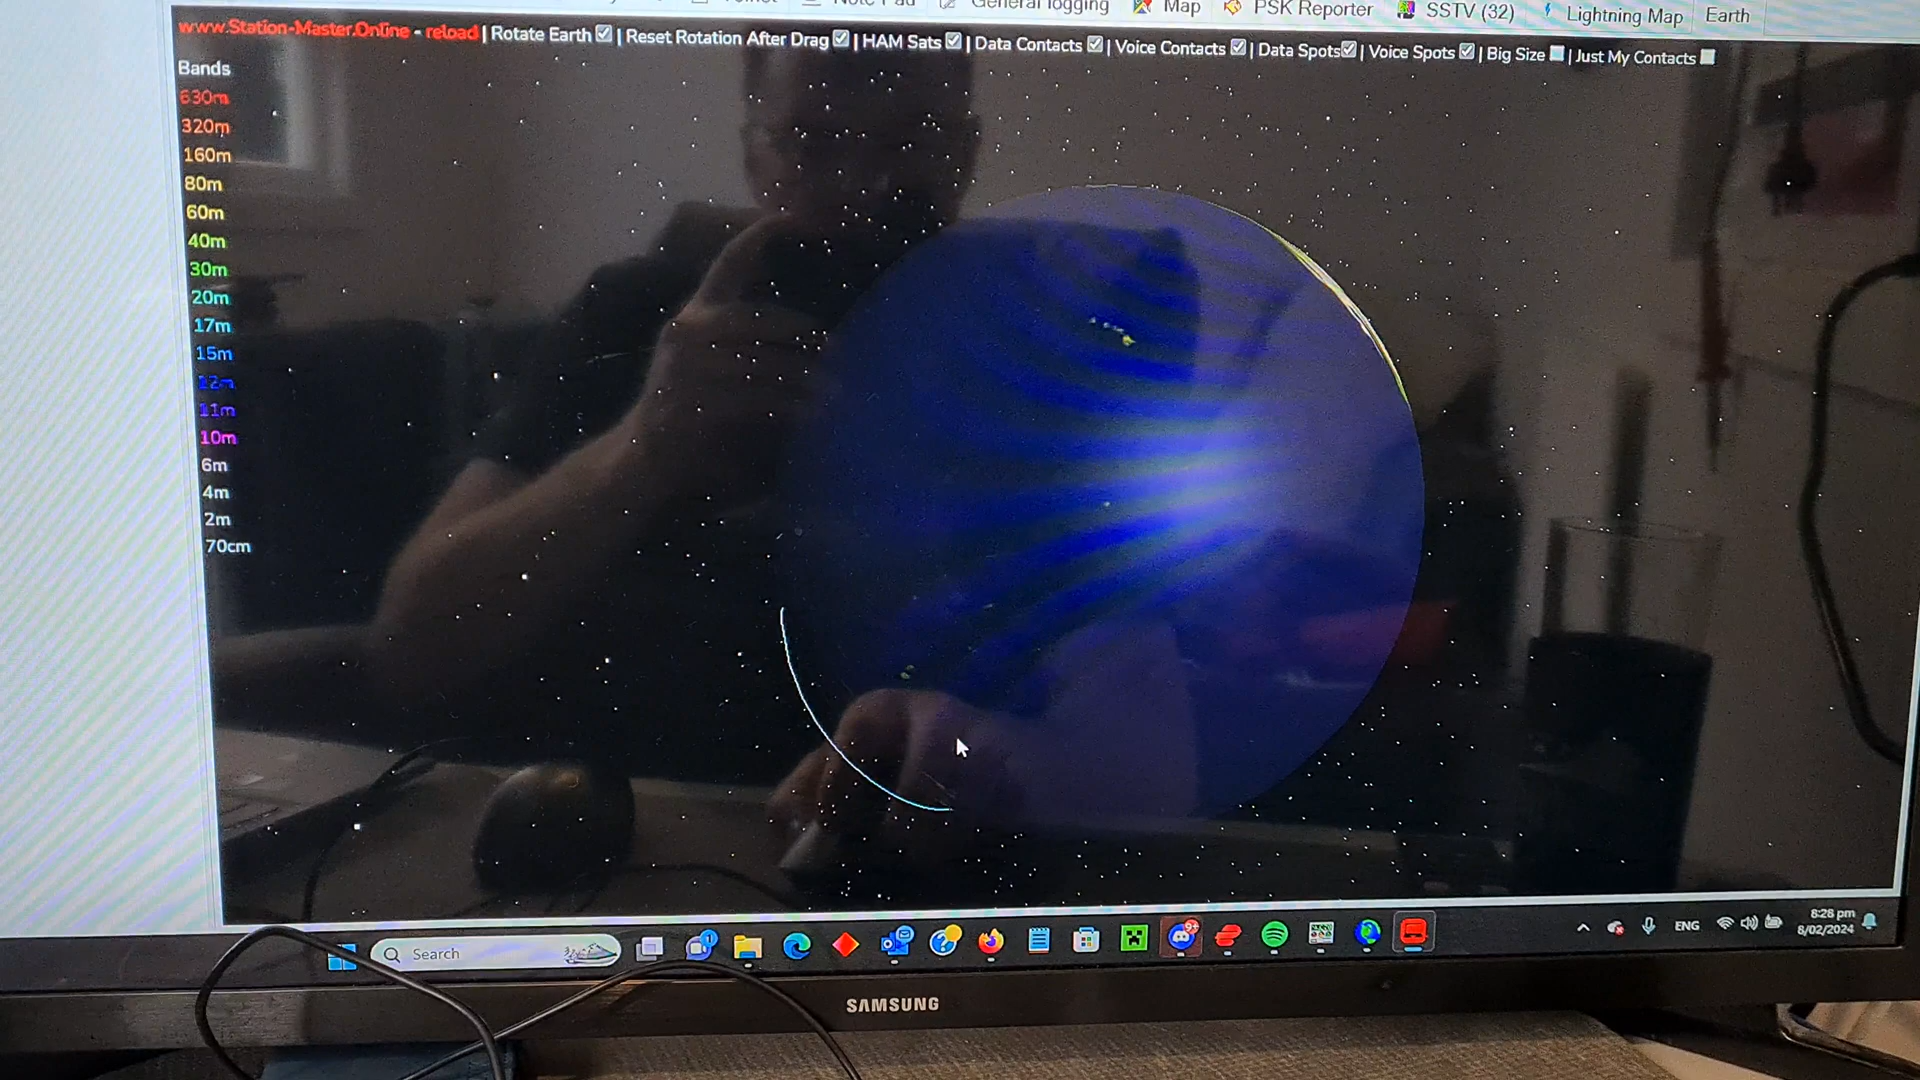 General logging
Map
PSK Reporter
SSTV (32)
Lightning Map
Earth
www.Station-Master.Online - reload | Rotate Earth | Reset Rotation After Drag | HAM Sats | Data Contacts | Voice Contacts | Data Spots | Voice Spots | Big Size | Just My Contacts
Bands
630m
320m
160m
80m
60m
40m
30m
20m
17m
15m
12m
11m
10m
6m
4m
2m
70cm
Search
ENG
8:28 pm
8/02/2024
SAMSUNG